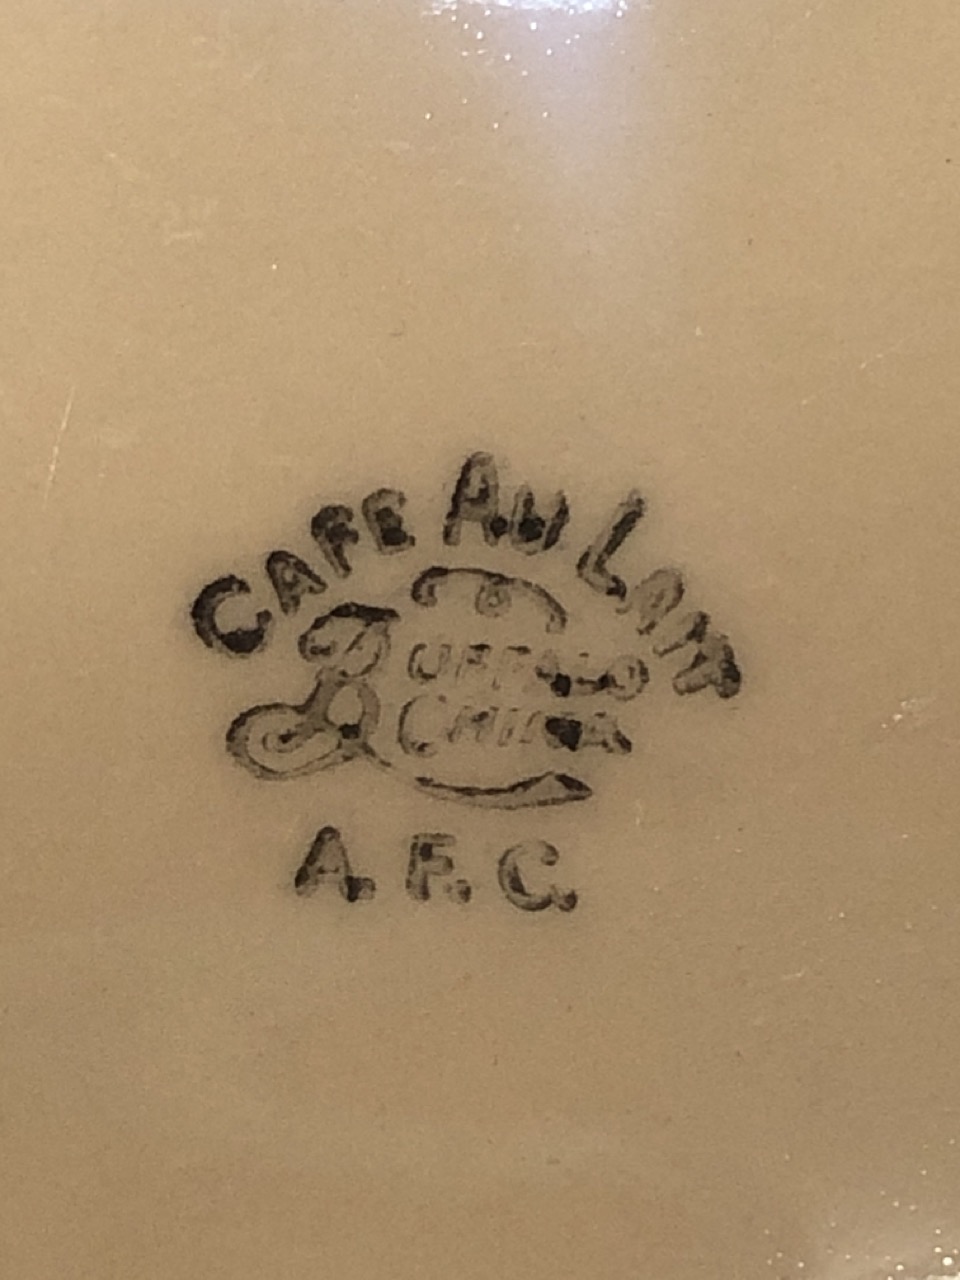 CAFE AU LAIT
BUFFALO
CHINA
A. F. C.